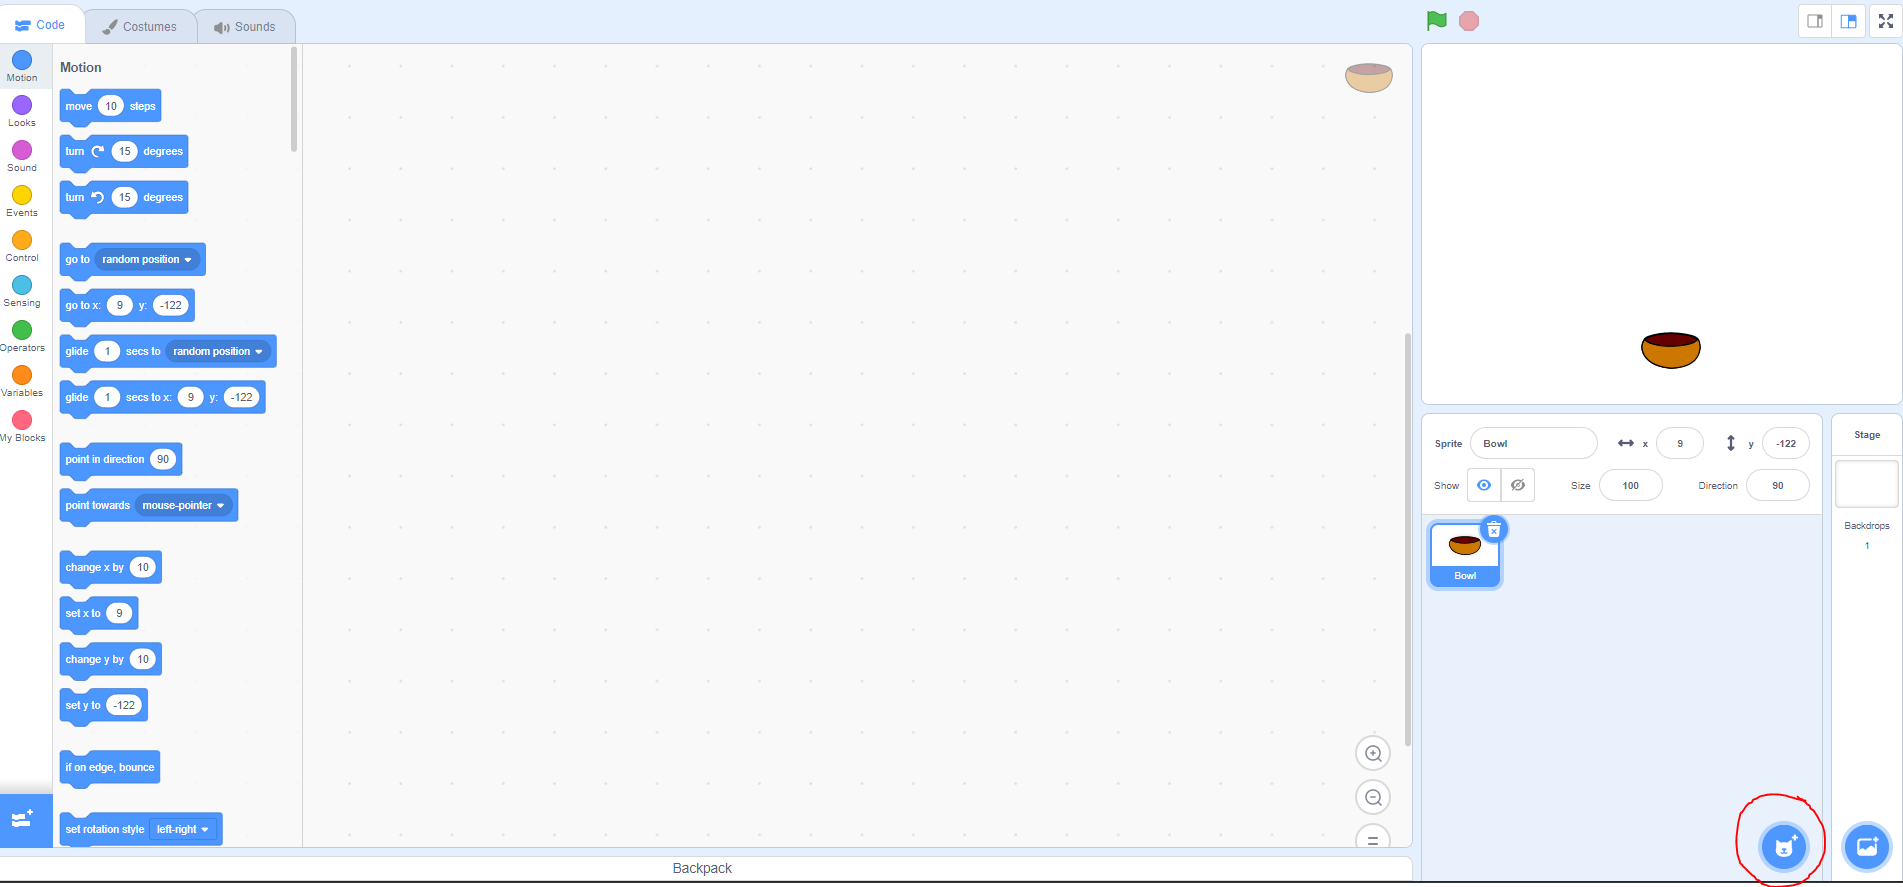 Code
Costumes
Sounds
Motion
Looks
Sound
Events
Control
Sensing
Operators
Variables
My Blocks
Motion
move 10 steps
turn 15 degrees
turn 15 degrees
go to random position
go to x: 9 y: -122
glide 1 secs to random position
glide 1 secs to x: 9 y: -122
point in direction 90
point towards mouse-pointer
change x by 10
set x to 9
change y by 10
set y to -122
if on edge, bounce
set rotation style left-right
Backpack
Sprite Bowl x 9 y -122
Show Size 100 Direction 90
Bowl
Stage
Backdrops
1